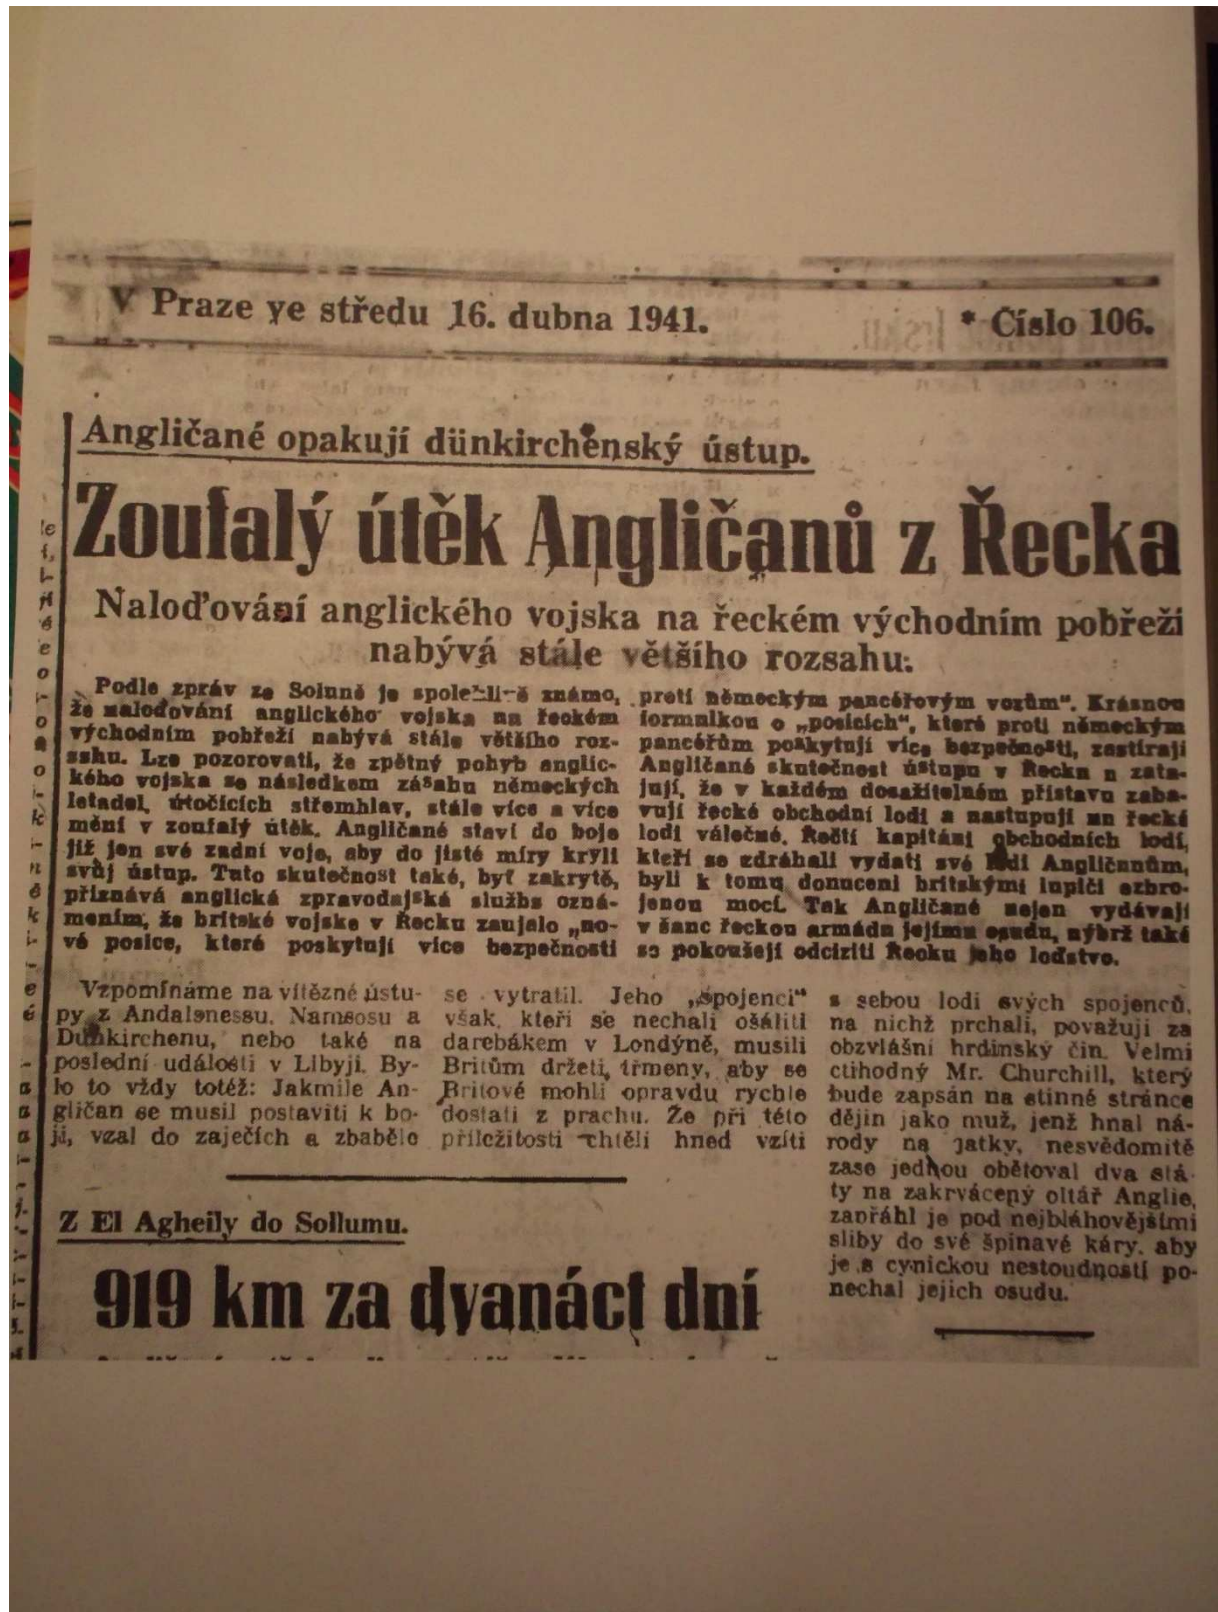 V Praze ve středu 16. dubna 1941.
* Číslo 106.
Angličané opakují dünkirchenský ústup.
Zoufalý útěk Angličanů z Řecka
Naloďování anglického vojska na řeckém východním pobřeží
nabývá stále většího rozsahu.
Podle zpráv ze Soluně je známo,
že naloďování anglického vojska na řeckém
východním pobřeží nabývá stále většího roz-
sahu. Lze pozorovati, že zpětný pohyb anglic-
kého vojska se následkem zásahu německých
letadel, útočících střemhlav, stále více a více
mění v zoufalý útěk. Angličané staví do boje
již jen své zadní voje, aby do jisté míry kryli
svůj ústup. Tuto skutečnost také, byť zakrytě,
přiznává anglická zpravodajská služba ozná-
mením, že britské vojsko v Řecku zaujalo „no-
vé posice, které poskytují více bezpečnosti
proti německým pancéřovým vozům“. Krásnou
formulkou o „posicích“, které proti německým
pancéřům poskytují více bezpečnosti, zastírají
Angličané skutečnost ústupu v Řecku a zata-
jují, že v každém dosažitelném přístavu zaba-
vují řecké obchodní lodi a nastupují na řecké
lodi válečné. Řečtí kapitáni obchodních lodí,
kteří se zdráhali vydati své lodi Angličanům,
byli k tomu donuceni britskými lupiči ozbro-
jenou mocí. Tak Angličané nejen vydávají
v šanc řeckou armádu jejímu osudu, nýbrž také
se pokoušejí odciziti Řecku jeho loďstvo.
Vzpomínáme na vítězné ústu-
py z Andalsnessu, Namsosu a
Dünkirchenu, nebo také na
poslední události v Libyji. By-
lo to vždy totéž: Jakmile An-
gličan se musil postaviti k bo-
ji, vzal do zaječích a zbaběle
se vytratil. Jeho „spojenci“
však, kteří se nechali ošáliti
darebákem v Londýně, musili
Britům držeti třmeny, aby se
Britové mohli opravdu rychle
dostati z prachu. Že při této
příležitosti chtěli hned vzíti
s sebou lodi svých spojenců,
na nichž prchali, považují za
obzvlášní hrdinský čin. Velmi
ctihodný Mr. Churchill, který
bude zapsán na stinné stránce
dějin jako muž, jenž hnal ná-
rody na jatky, nesvědomitě
zase jednou obětoval dva stá-
ty na zakrvácený oltář Anglie,
zapřáhl je pod nejbláhovějšími
sliby do své špinavé káry, aby
je s cynickou nestoudností po-
nechal jejich osudu.
Z El Agheily do Sollumu.
919 km za dvanáct dní